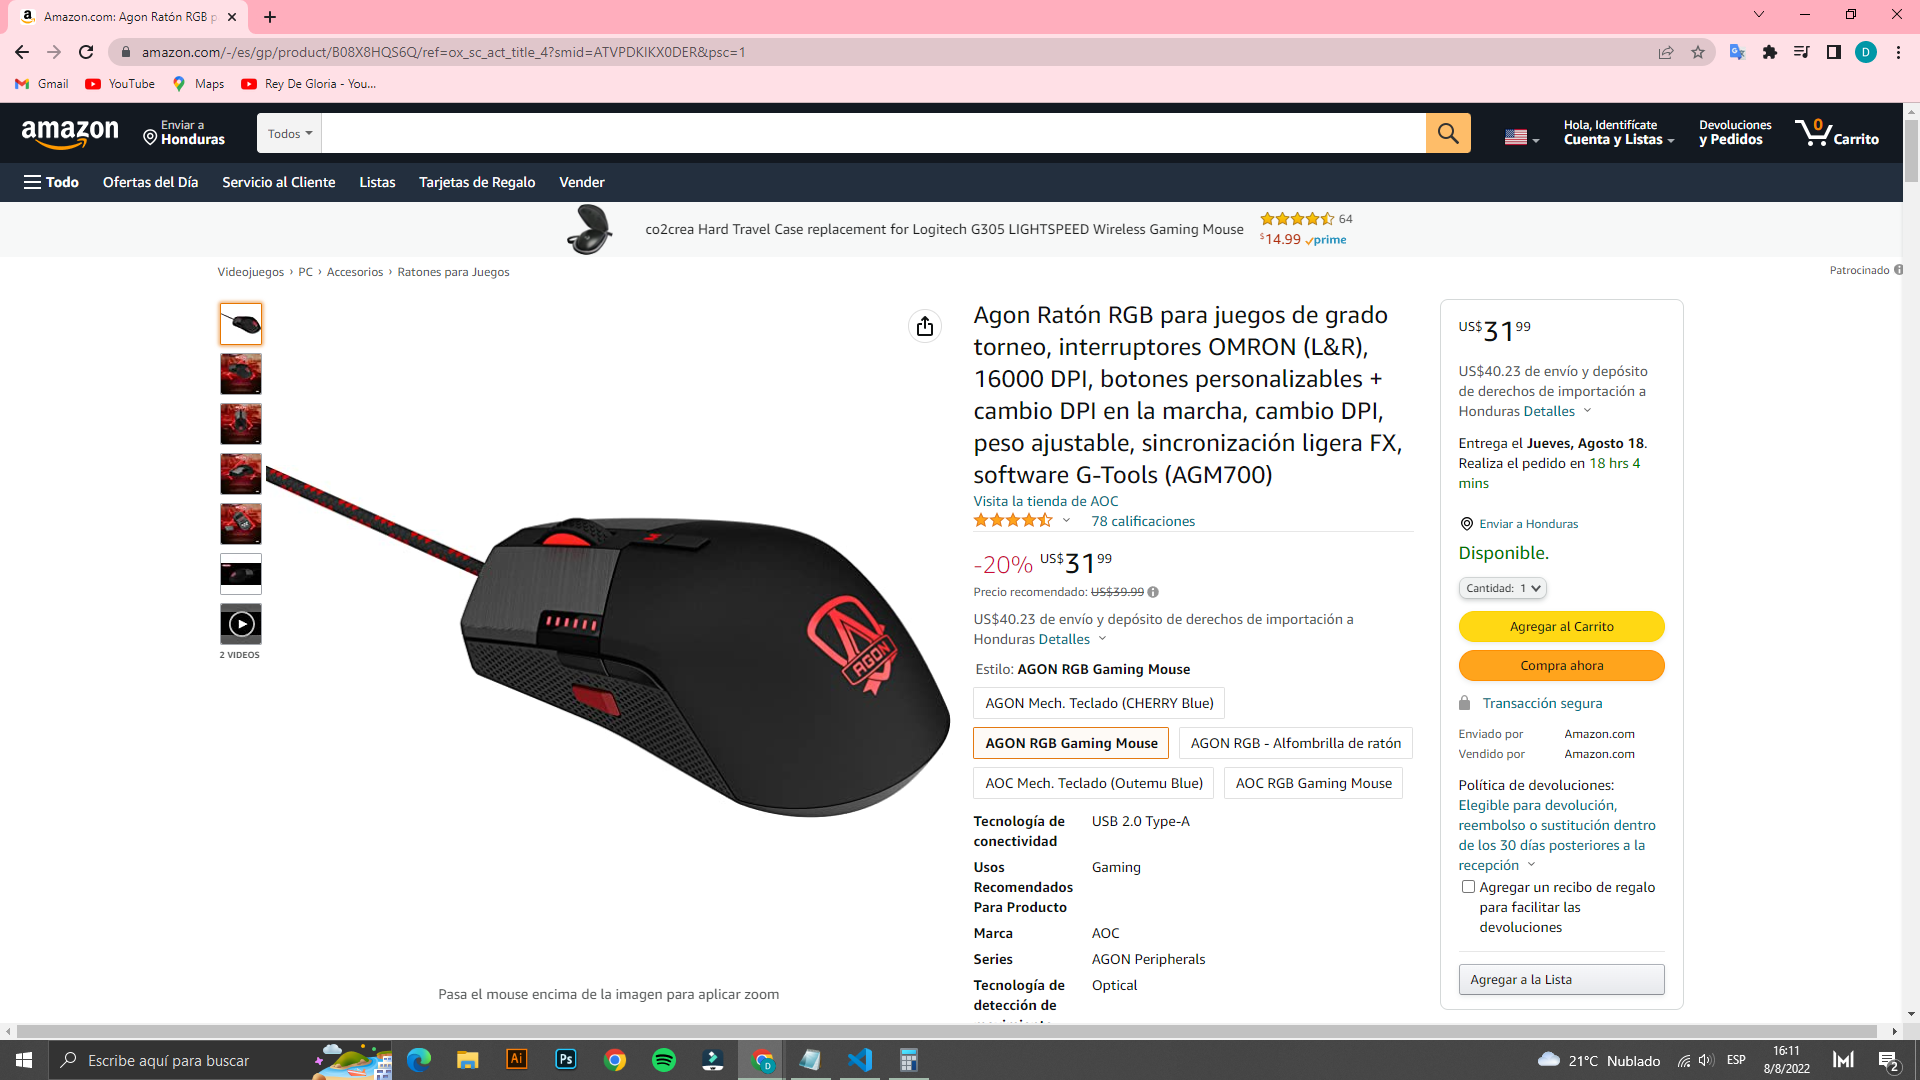 Amazon.com: Agon Ratón RGB p
amazon.com/-/es/gp/product/B08X8HQS6Q/ref=ox_sc_act_title_4?smid=ATVPDKIKX0DER&psc=1
D
Gmail
YouTube
Maps
Rey De Gloria - You...
amazon
Enviar a
Honduras
Todos
Hola, Identifícate
Cuenta y Listas
Devoluciones
y Pedidos
0
Carrito
Todo
Ofertas del Día
Servicio al Cliente
Listas
Tarjetas de Regalo
Vender
co2crea Hard Travel Case replacement for Logitech G305 LIGHTSPEED Wireless Gaming Mouse
64
$14.99 prime
Patrocinado
Videojuegos › PC › Accesorios › Ratones para Juegos
2 VIDEOS
AGON
Pasa el mouse encima de la imagen para aplicar zoom
Agon Ratón RGB para juegos de grado
torneo, interruptores OMRON (L&R),
16000 DPI, botones personalizables +
cambio DPI en la marcha, cambio DPI,
peso ajustable, sincronización ligera FX,
software G-Tools (AGM700)
Visita la tienda de AOC
78 calificaciones
-20% US$31 99
Precio recomendado: US$39.99
US$40.23 de envío y depósito de derechos de importación a
Honduras Detalles
Estilo: AGON RGB Gaming Mouse
AGON Mech. Teclado (CHERRY Blue)
AGON RGB Gaming Mouse
AGON RGB - Alfombrilla de ratón
AOC Mech. Teclado (Outemu Blue)
AOC RGB Gaming Mouse
Tecnología de
conectividad
USB 2.0 Type-A
Usos
Recomendados
Para Producto
Gaming
Marca
AOC
Series
AGON Peripherals
Tecnología de
detección de
Optical
US$31 99
US$40.23 de envío y depósito
de derechos de importación a
Honduras Detalles
Entrega el Jueves, Agosto 18.
Realiza el pedido en 18 hrs 4
mins
Enviar a Honduras
Disponible.
Cantidad: 1
Agregar al Carrito
Compra ahora
Transacción segura
Enviado por
Amazon.com
Vendido por
Amazon.com
Política de devoluciones:
Elegible para devolución,
reembolso o sustitución dentro
de los 30 días posteriores a la
recepción
Agregar un recibo de regalo
para facilitar las
devoluciones
Agregar a la Lista
Escribe aquí para buscar
Ai
Ps
D
21°C Nublado
ESP
16:11
8/8/2022
2